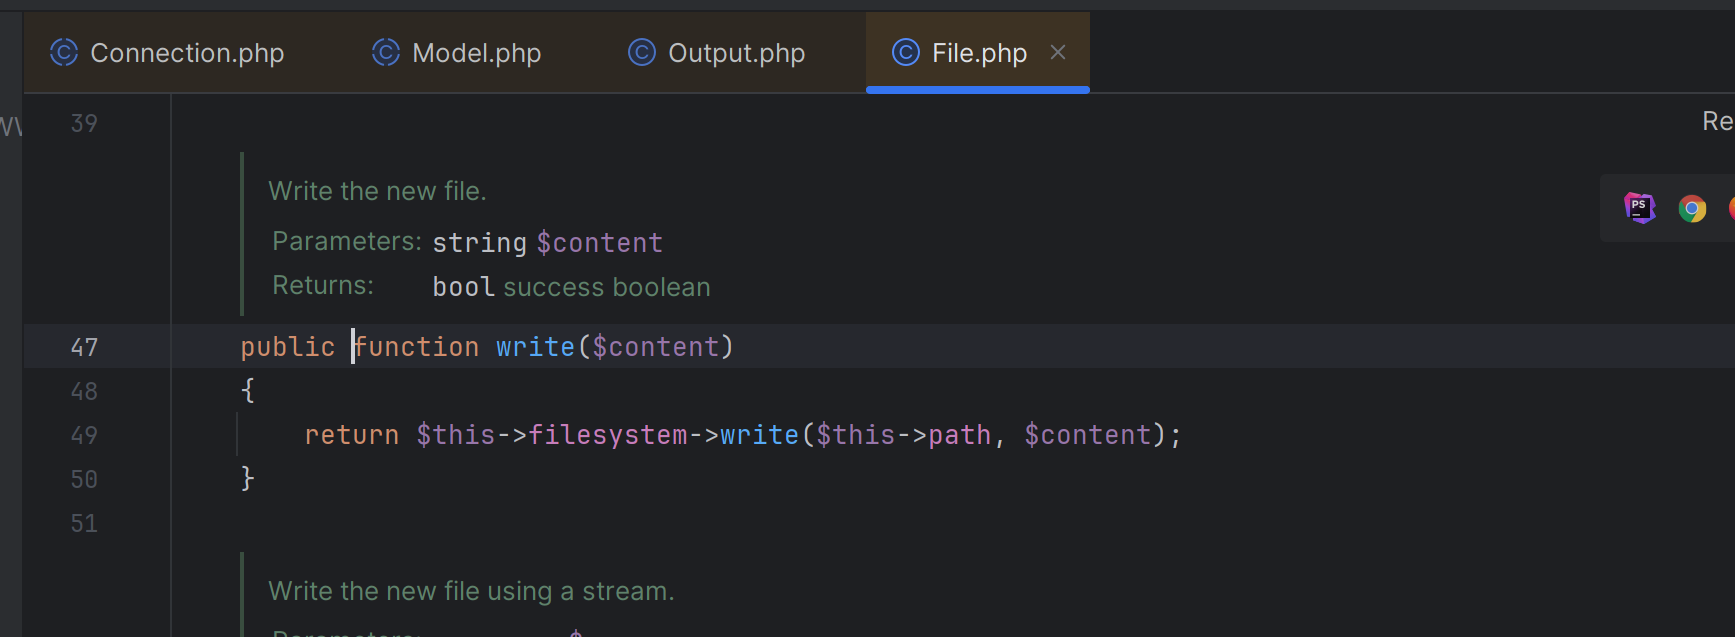 Connection.php Model.php Output.php File.php
39
Re
Write the new file.
Parameters: string $content
PS
Returns: bool success boolean
47 public function write($content)
48 {
49 return $this->filesystem->write($this->path, $content);
50 }
51
Write the new file using a stream.
Parameters: $